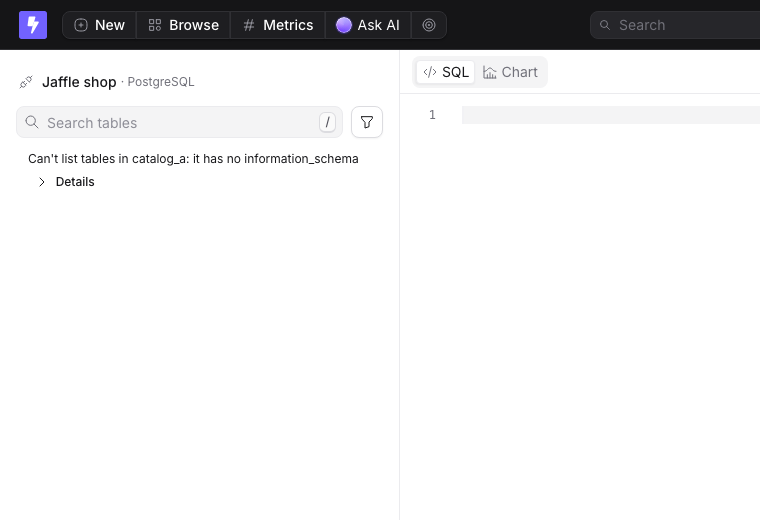 New Browse Metrics Ask AI Search
Jaffle shop · PostgreSQL
SQL Chart
Search tables /
1
Can't list tables in catalog_a: it has no information_schema
Details